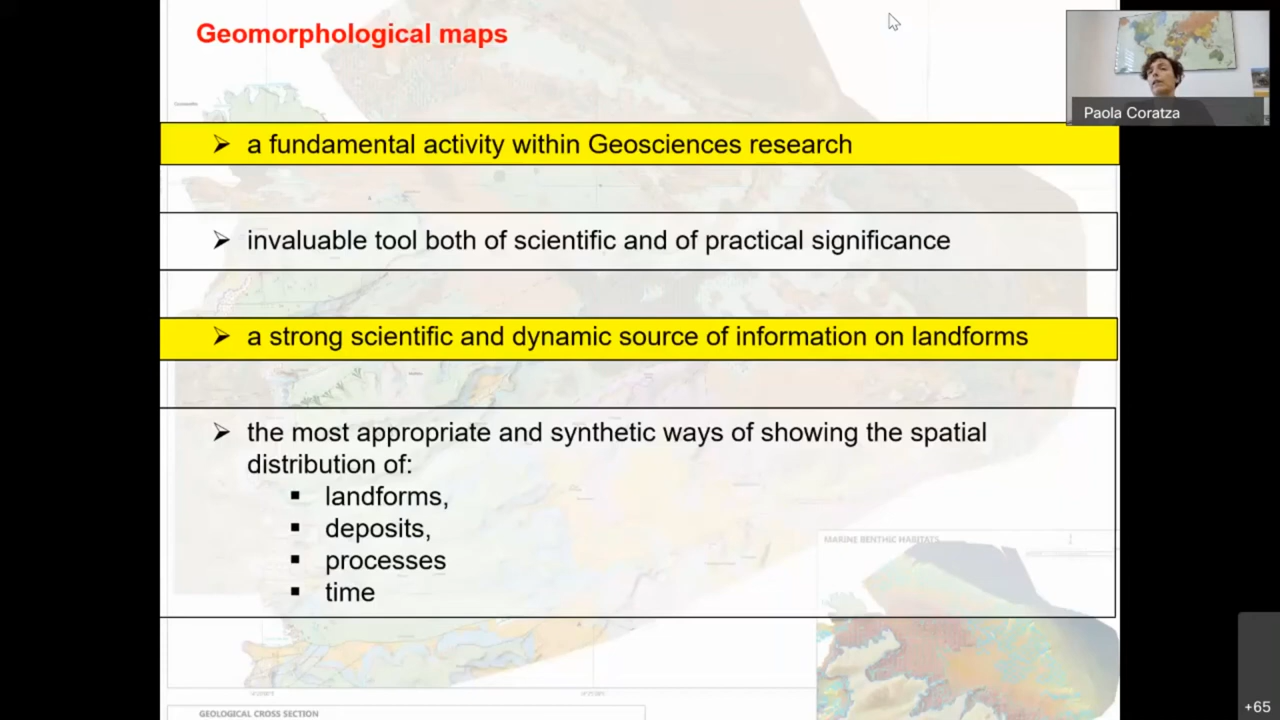 Geomorphological maps
Paola Coratza
➢ a fundamental activity within Geosciences research
➢ invaluable tool both of scientific and of practical significance
➢ a strong scientific and dynamic source of information on landforms
➢ the most appropriate and synthetic ways of showing the spatial
distribution of:
▪ landforms,
▪ deposits,
▪ processes
▪ time
MARINE BENTHIC HABITATS
GEOLOGICAL CROSS SECTION
+65